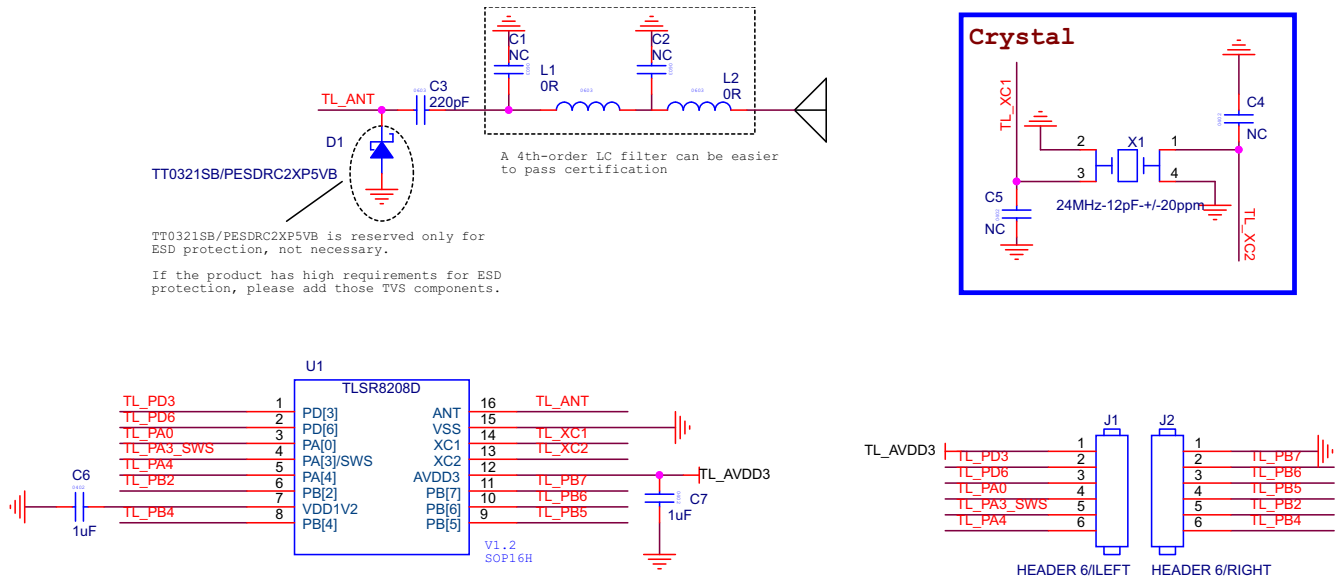 C1
NC
C2
NC
L1
0R
L2
0R
C3
220pF
0603
0603
0603
TL_ANT
D1
TT0321SB/PESDRC2XP5VB
A 4th-order LC filter can be easier
to pass certification
TT0321SB/PESDRC2XP5VB is reserved only for
ESD protection, not necessary.
If the product has high requirements for ESD
protection, please add those TVS components.
Crystal
TL_XC1
C4
NC
X1
2
1
3
4
C5
NC
24MHz-12pF-+/-20ppm
TL_XC2
U1
TLSR8208D
TL_PD3 1 PD[3]
TL_PD6 2 PD[6]
TL_PA0 3 PA[0]
TL_PA3_SWS 4 PA[3]/SWS
TL_PA4 5 PA[4]
TL_PB2 6 PB[2]
7 VDD1V2
TL_PB4 8 PB[4]
ANT 16 TL_ANT
VSS 15
XC1 14 TL_XC1
XC2 13 TL_XC2
AVDD3 12 TL_AVDD3
PB[7] 11 TL_PB7
PB[6] 10 TL_PB6
PB[5] 9 TL_PB5
C6
0402
1uF
C7
1uF
V1.2
SOP16H
J1
TL_AVDD3 1
TL_PD3 2
TL_PD6 3
TL_PA0 4
TL_PA3_SWS 5
TL_PA4 6
HEADER 6/lLEFT
J2
1
2 TL_PB7
3 TL_PB6
4 TL_PB5
5 TL_PB2
6 TL_PB4
HEADER 6/RIGHT